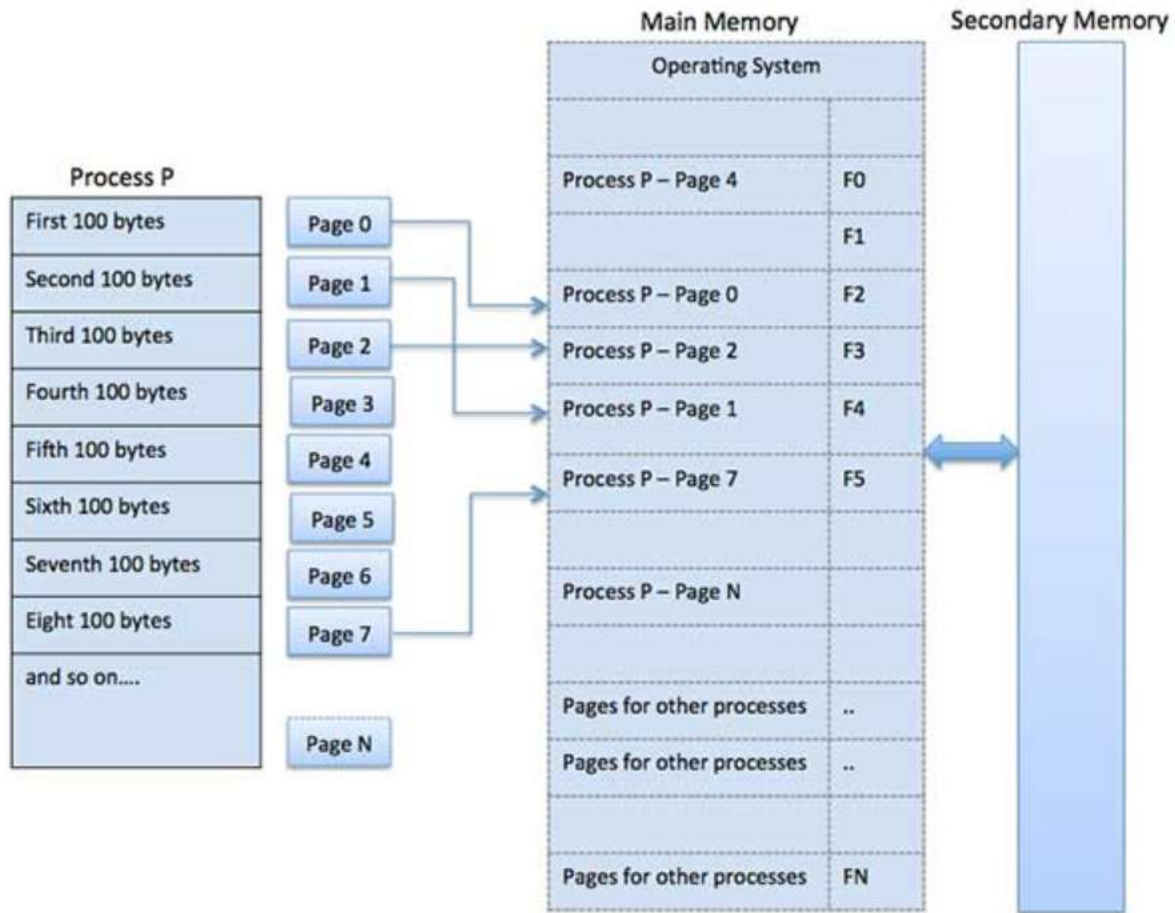 Main Memory
Secondary Memory
Operating System
Process P
First 100 bytes
Second 100 bytes
Third 100 bytes
Fourth 100 bytes
Fifth 100 bytes
Sixth 100 bytes
Seventh 100 bytes
Eight 100 bytes
and so on....
Page 0
Page 1
Page 2
Page 3
Page 4
Page 5
Page 6
Page 7
Page N
Process P – Page 4 F0
F1
Process P – Page 0 F2
Process P – Page 2 F3
Process P – Page 1 F4
Process P – Page 7 F5
Process P – Page N
Pages for other processes ..
Pages for other processes ..
Pages for other processes FN